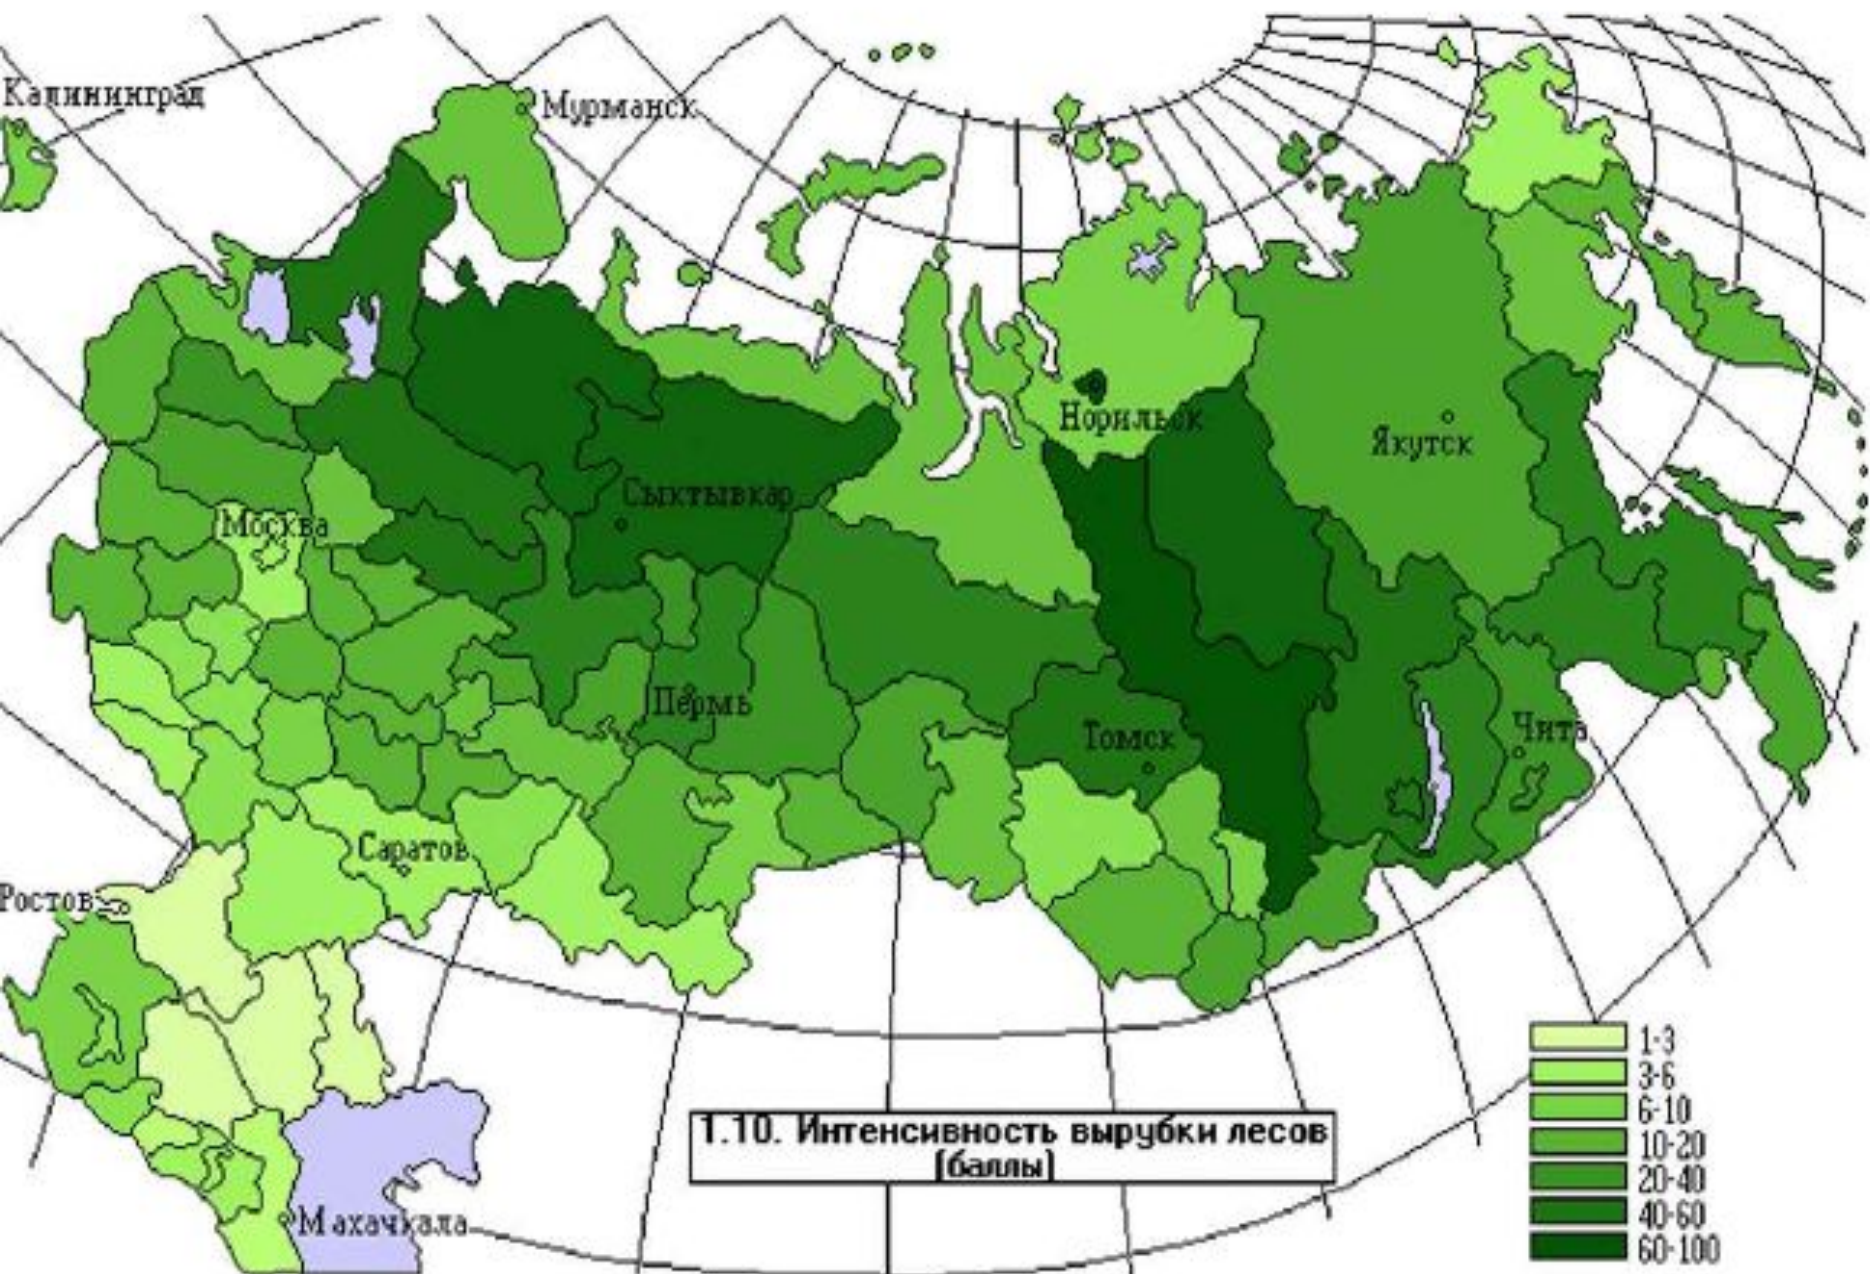 Калининград
Мурманск
Норильск
Якутск
Сыктывкар
Москва
Пермь
Томск
Чита
Саратов
Ростов
Махачкала
1.10. Интенсивность вырубки лесов
(баллы)
1-3
3-6
6-10
10-20
20-40
40-60
60-100